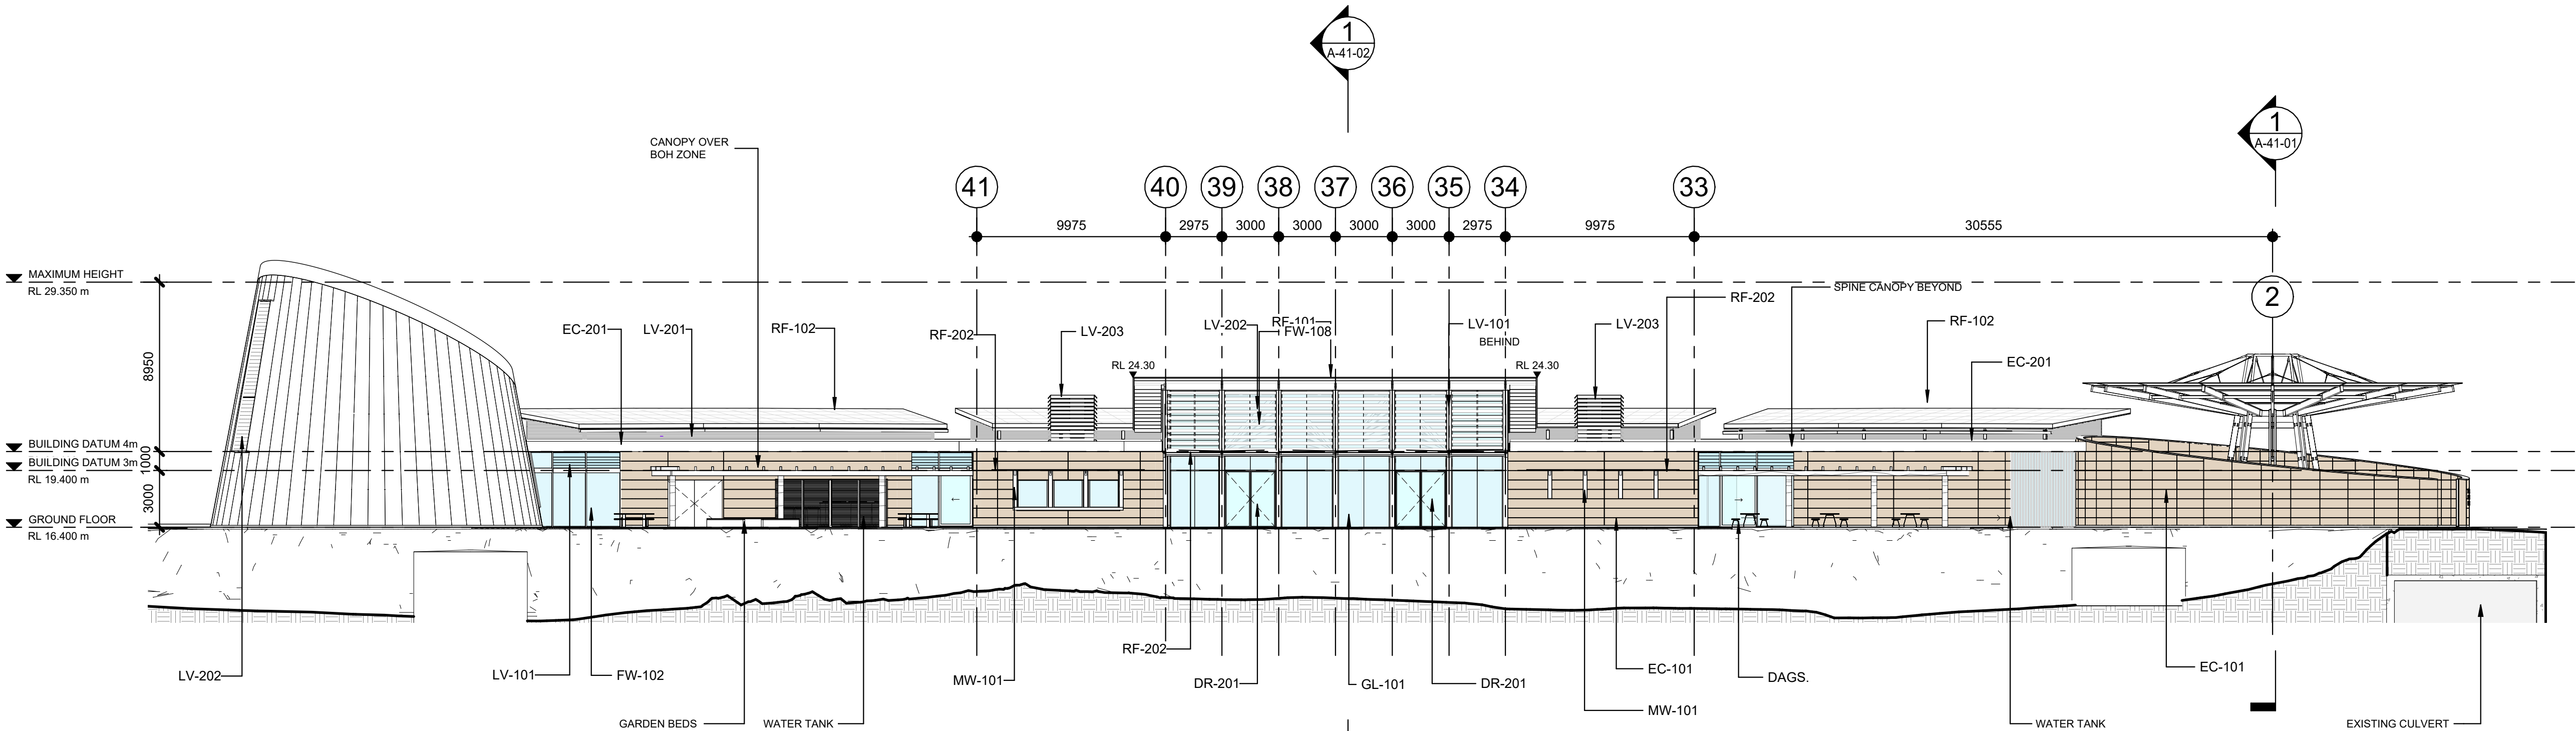 1
A-41-02
1
A-41-01
CANOPY OVER
BOH ZONE
41
40
39
38
37
36
35
34
33
9975
2975
3000
3000
3000
3000
2975
9975
30555
2
MAXIMUM HEIGHT
RL 29.350 m
SPINE CANOPY BEYOND
RF-202
EC-201
LV-201
RF-102
RF-202
LV-203
LV-202
RF-101
FW-108
LV-101
BEHIND
LV-203
RF-102
EC-201
RL 24.30
RL 24.30
8950
BUILDING DATUM 4m
1000
BUILDING DATUM 3m
RL 19.400 m
3000
GROUND FLOOR
RL 16.400 m
LV-202
LV-101
FW-102
MW-101
RF-202
DR-201
GL-101
DR-201
EC-101
MW-101
DAGS.
EC-101
GARDEN BEDS
WATER TANK
WATER TANK
EXISTING CULVERT